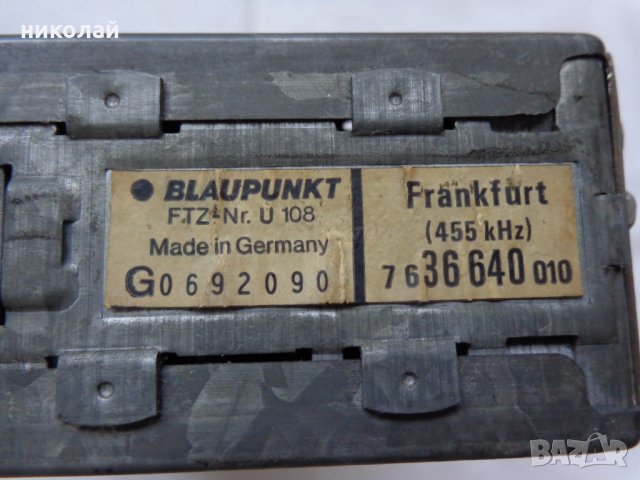 николай
BLAUPUNKT
FTZ-Nr. U 108
Made in Germany
G0692090
Frankfurt
(455 kHz)
7 636 640 010
BAZAR